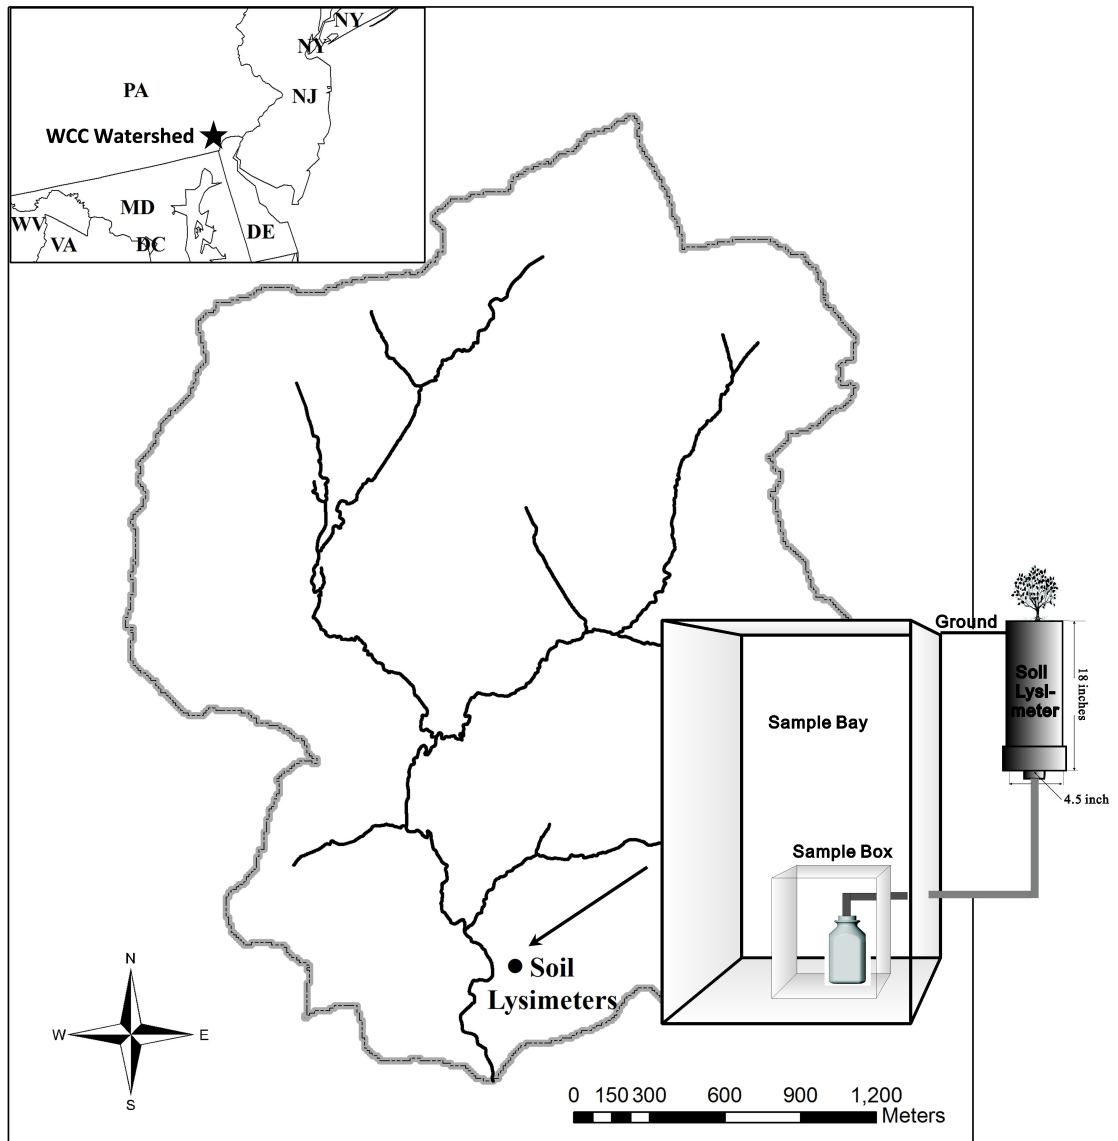 NY
NY
PA
NJ
WCC Watershed
MD
WV
VA
DC
DE
Ground
Soil
Lysi-
meter
18 inches
Sample Bay
4.5 inch
Sample Box
Soil
Lysimeters
N
W
E
S
0 150 300 600 900 1,200
Meters